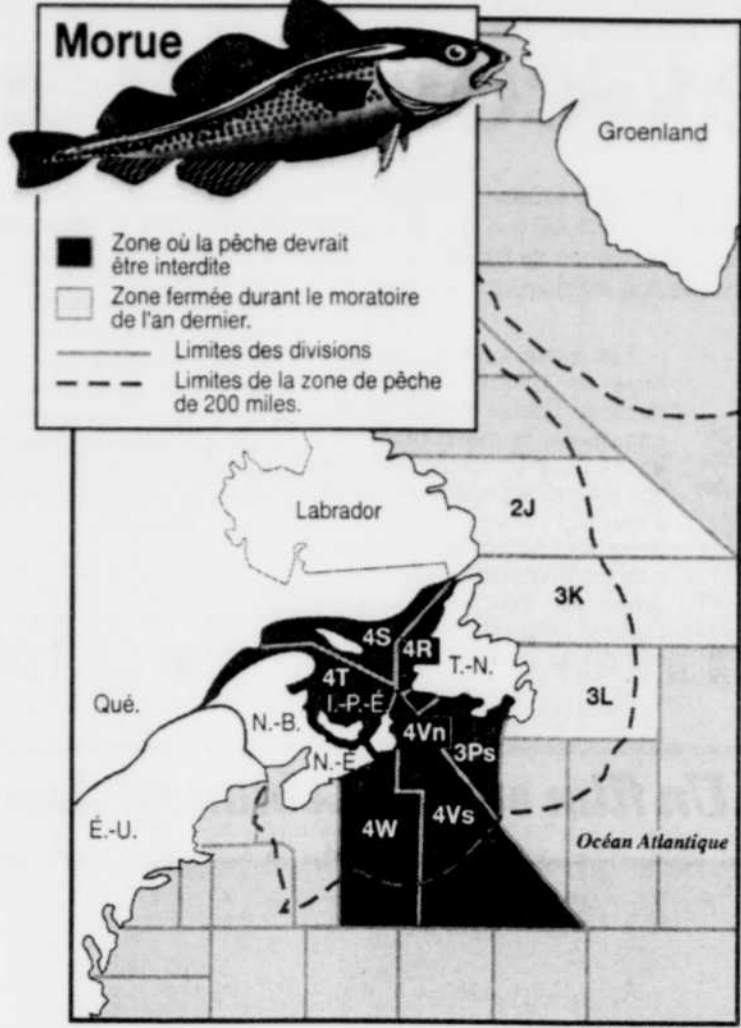 Morue
Zone où la pêche devrait
être interdite
Zone fermée durant le moratoire
de l'an dernier.
Limites des divisions
Limites de la zone de pêche
de 200 miles.
Groenland
Labrador
2J
3K
4S
4R
T.-N.
3L
4T
I.-P.-É
Qué.
N.-B.
4Vn
3Ps
N.-É
4W
4Vs
É.-U.
Océan Atlantique